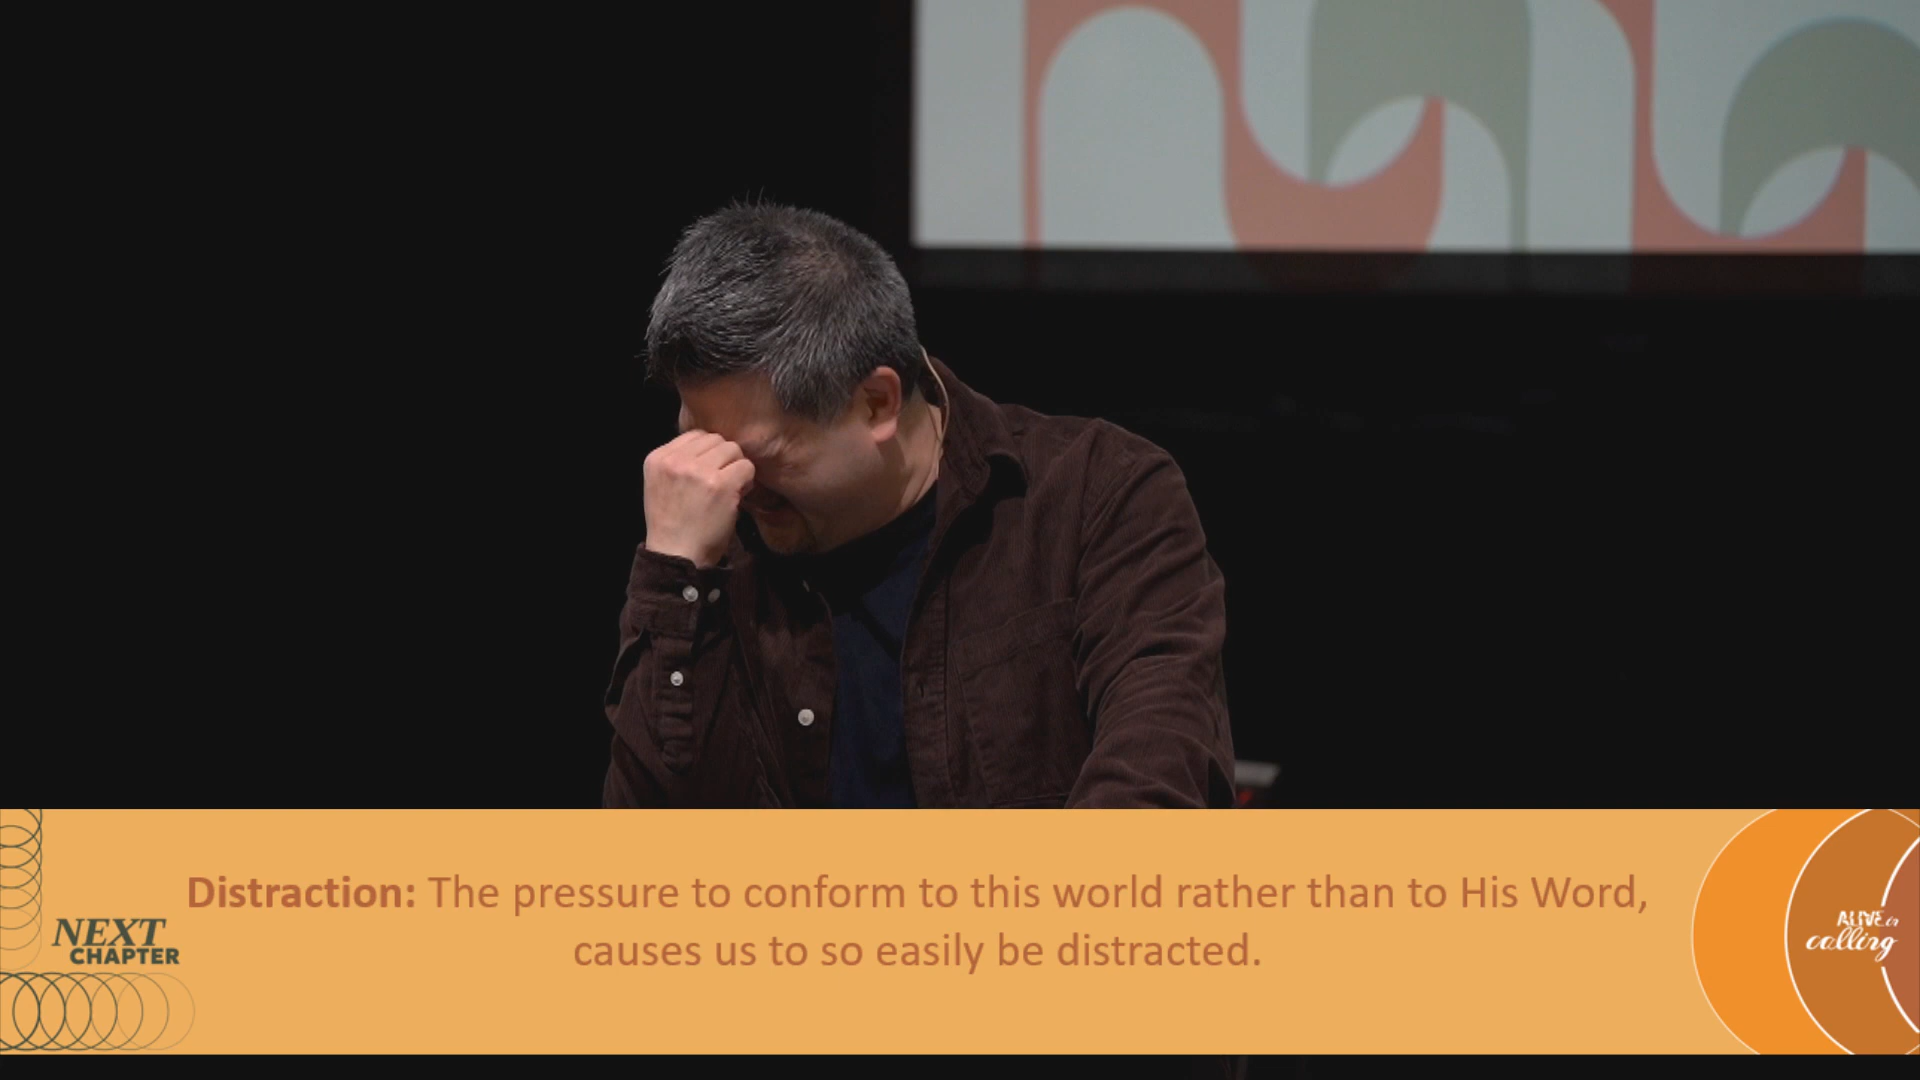 Distraction: The pressure to conform to this world rather than to His Word,
causes us to so easily be distracted.
NEXT
CHAPTER
ALIVE in
calling